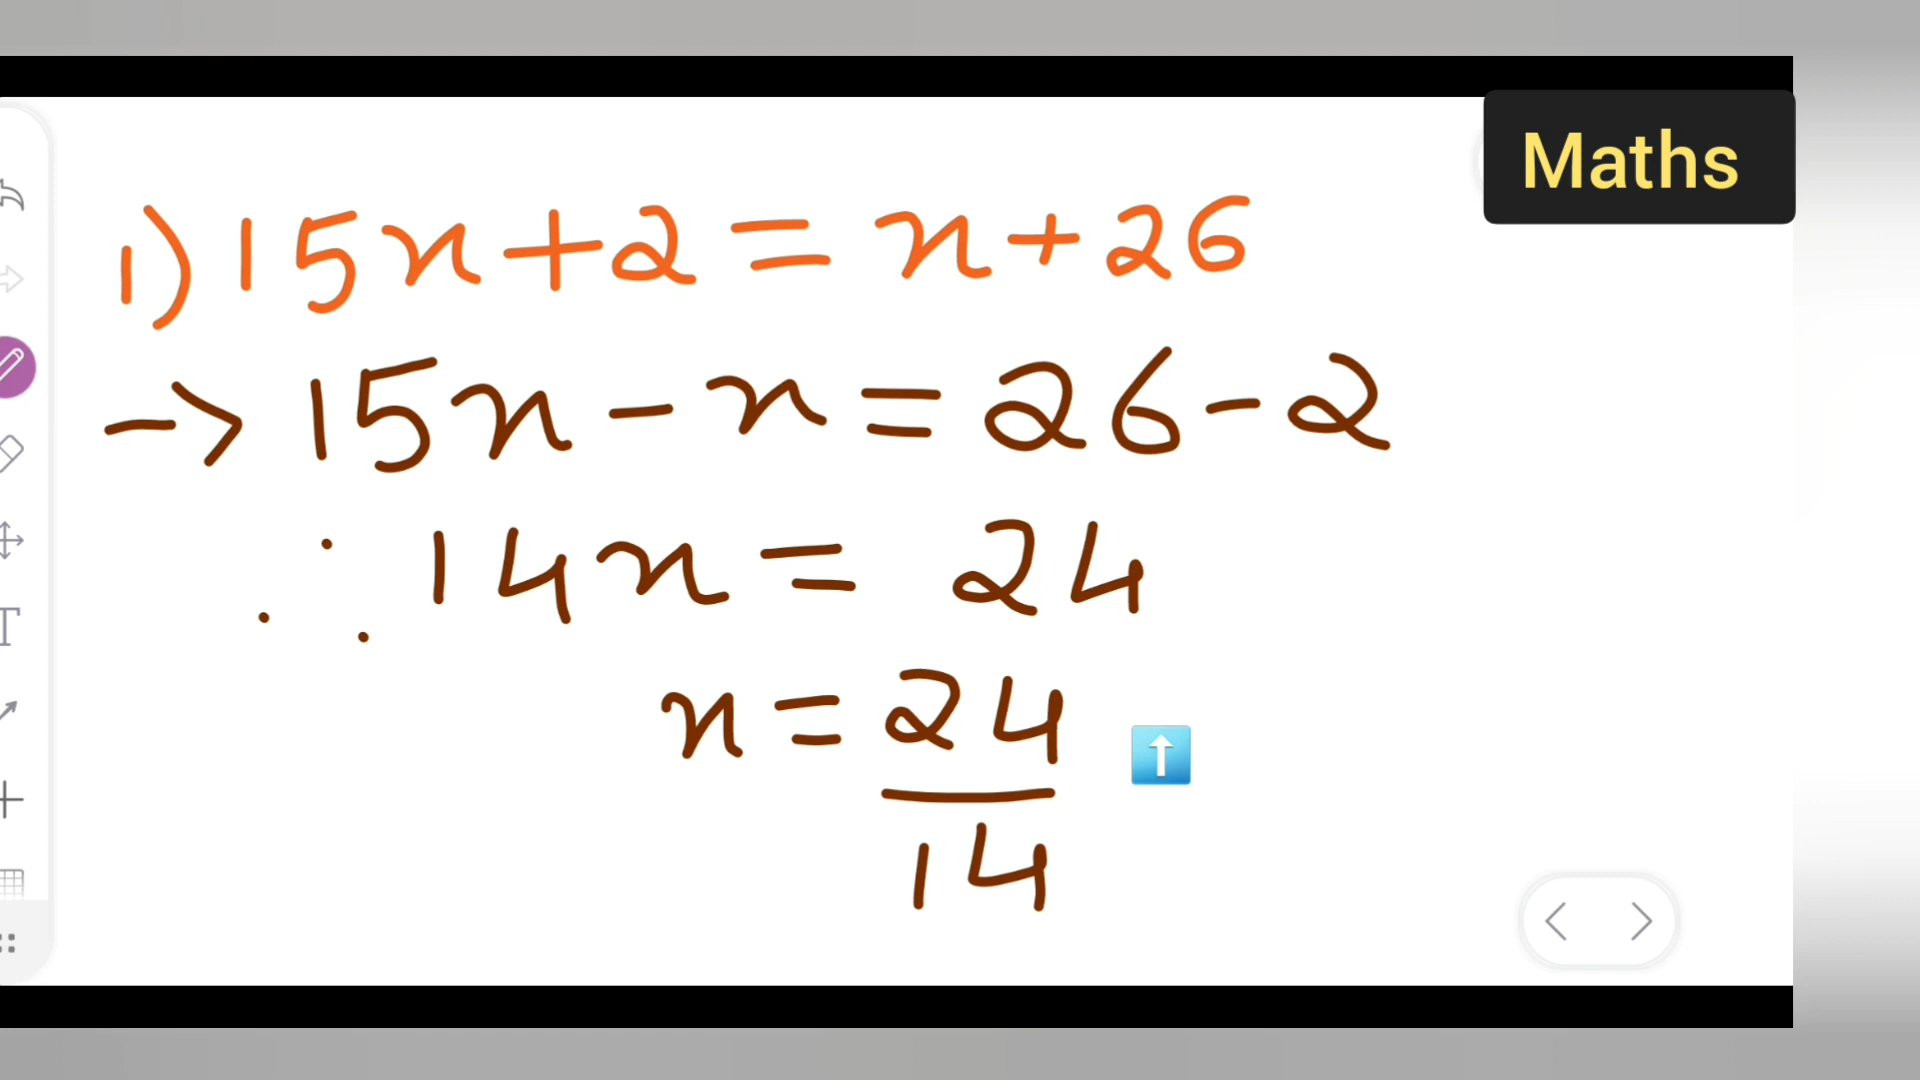 Maths
1) 15x+2=x+26
→ 15x-x=26-2
∴ 14x= 24
x=24
14